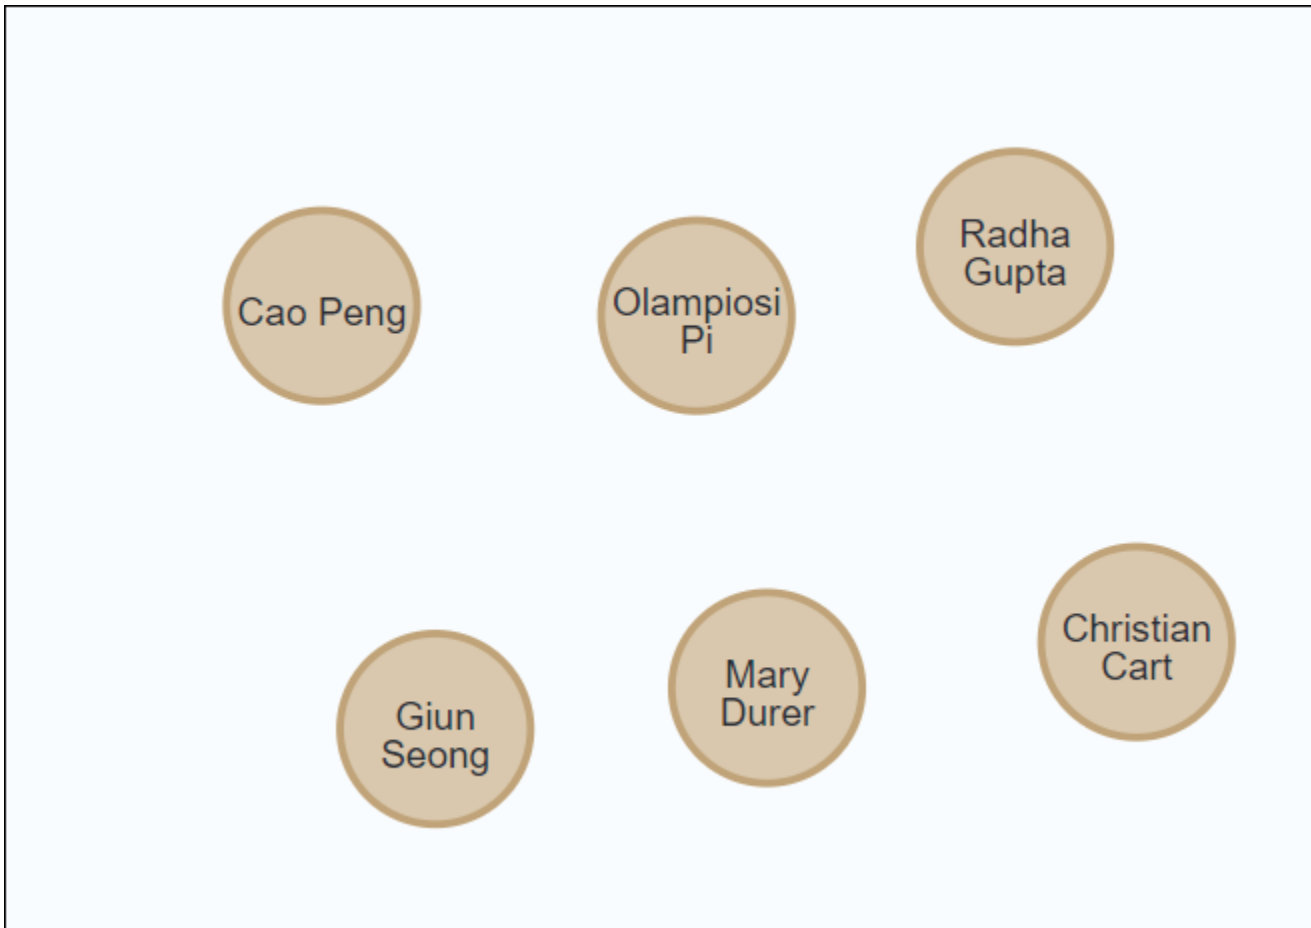 Cao Peng
Olampiosi
Pi
Radha
Gupta
Giun
Seong
Mary
Durer
Christian
Cart